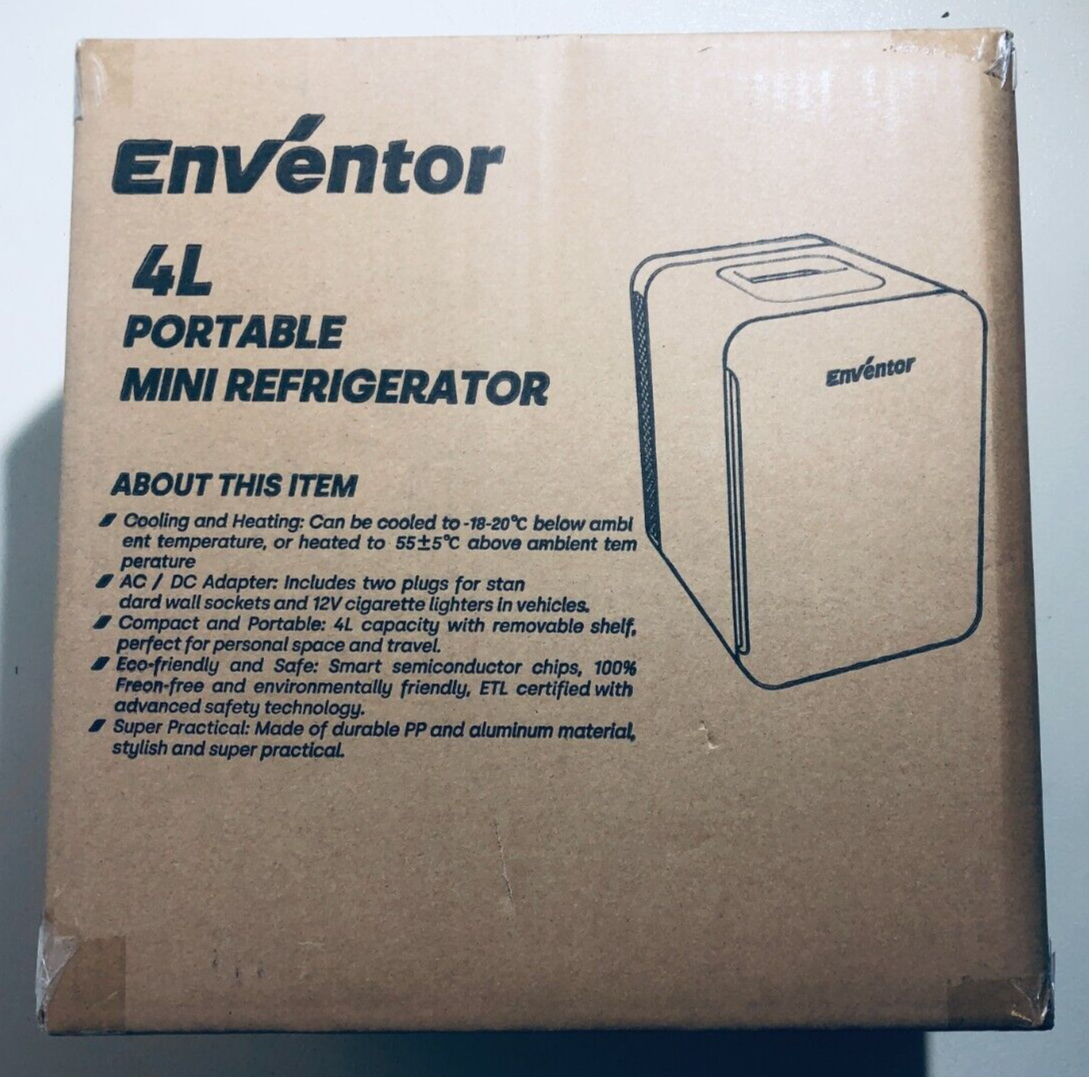 Envéntor
4L
PORTABLE
MINI REFRIGERATOR
Envéntor
ABOUT THIS ITEM
Cooling and Heating: Can be cooled to -18-20℃ below ambi
ent temperature, or heated to 55±5℃ above ambient tem
perature
AC / DC Adapter: Includes two plugs for stan
dard wall sockets and 12V cigarette lighters in vehicles.
Compact and Portable: 4L capacity with removable shelf,
perfect for personal space and travel.
Eco-friendly and Safe: Smart semiconductor chips, 100%
Freon-free and environmentally friendly, ETL certified with
advanced safety technology.
Super Practical: Made of durable PP and aluminum material,
stylish and super practical.